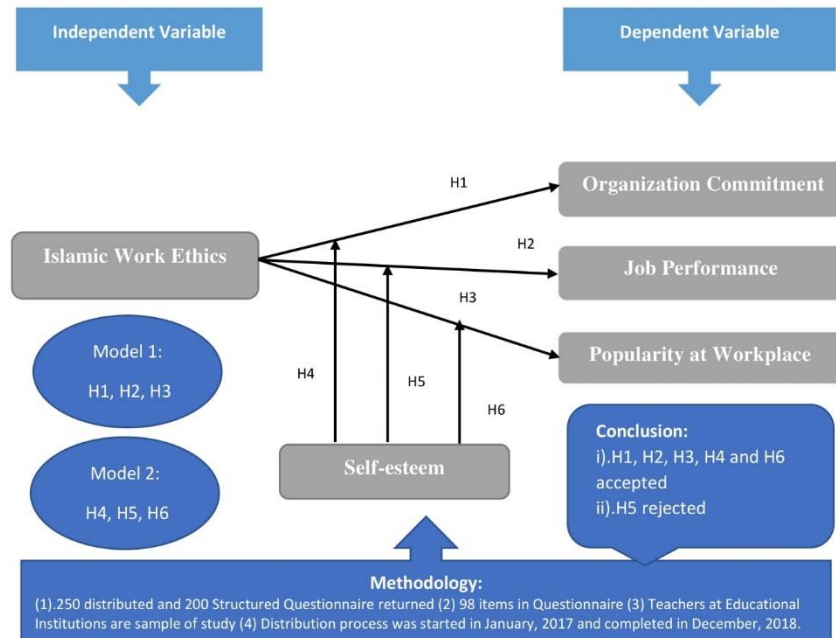 Independent Variable
Dependent Variable
H1
Organization Commitment
Islamic Work Ethics
H2
Job Performance
H3
Popularity at Workplace
Model 1:
H1, H2, H3
H4
H5
H6
Model 2:
H4, H5, H6
Self-esteem
Conclusion:
i).H1, H2, H3, H4 and H6
accepted
ii).H5 rejected
Methodology:
(1).250 distributed and 200 Structured Questionnaire returned (2) 98 items in Questionnaire (3) Teachers at Educational
Institutions are sample of study (4) Distribution process was started in January, 2017 and completed in December, 2018.